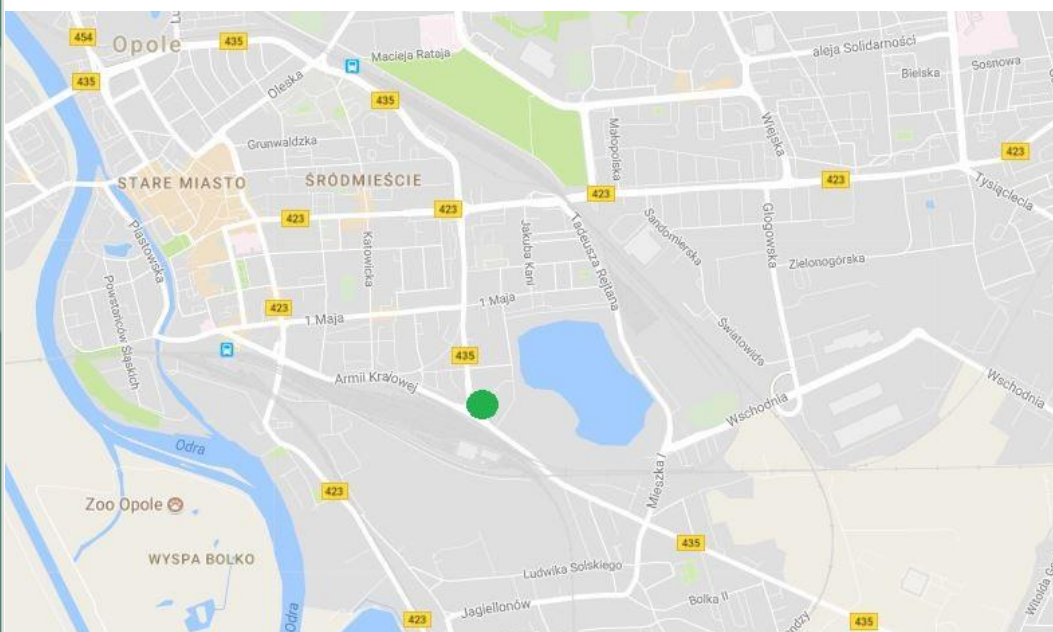 454
Opole
435
Macieja Rataja
aleja Solidarności
Sosnowa
Bielska
435
Oleska
435
Grunwaldzka
Małopolska
Wiejska
423
STARE MIASTO
ŚRÓDMIEŚCIE
423
423
Tysiąclecia
423
423
423
Piastowska
Katowicka
Jakuba Kani
Tadeusza Rejtana
Sandomierska
Głogowska
Zielonogórska
Powstańców Śląskich
423
1 Maja
1 Maja
Światowida
435
Armii Krajowej
Wschodnia
Wschodnia
Odra
423
Mieszka I
Zoo Opole
435
WYSPA BOLKO
Ludwika Solskiego
Bolka II
Jagiellonów
Odra
423
435